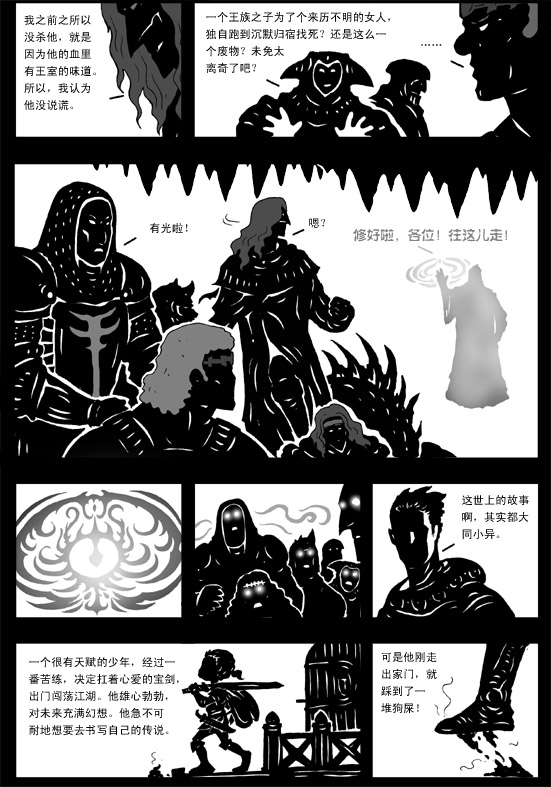 我之前之所以
没杀他，就是
因为他的血里
有王室的味道。
所以，我认为
他没说谎。
一个王族之子为了个来历不明的女人，
独自跑到沉默归宿找死？还是这么一
个废物？未免太
离奇了吧？
……
有光啦！
嗯？
修好啦，各位！往这儿走！
这世上的故事
啊，其实都大
同小异。
一个很有天赋的少年，经过一
番苦练，决定扛着心爱的宝剑，
出门闯荡江湖。他雄心勃勃，
对未来充满幻想。他急不可
耐地想要去书写自己的传说。
可是他刚走
出家门，就
踩到了一
堆狗屎！